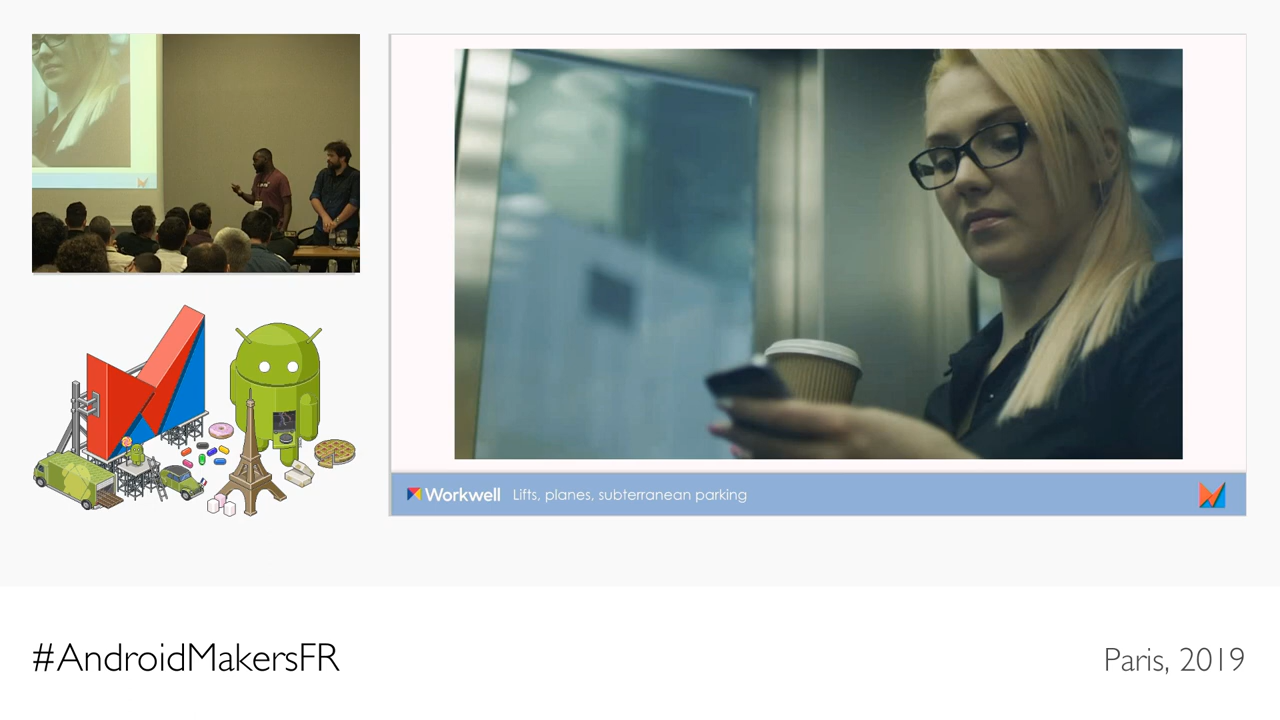 Workwell Lifts, planes, subterranean parking
#AndroidMakersFR
Paris, 2019